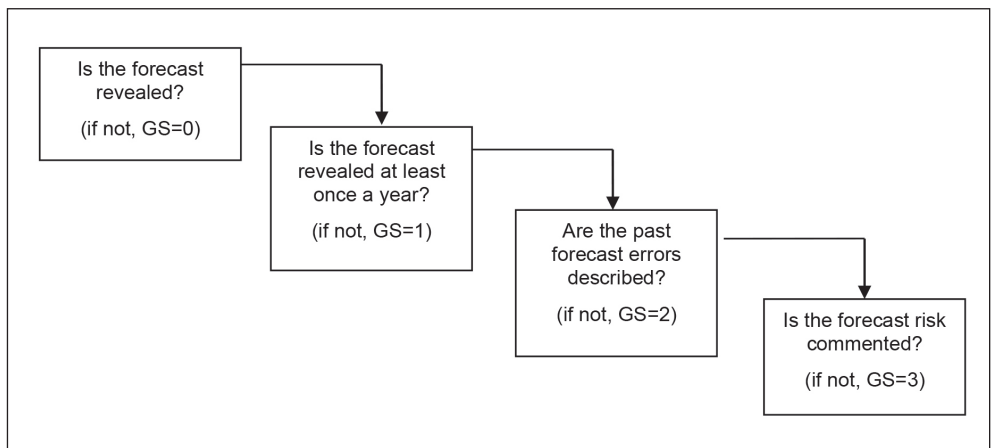 Is the forecast
revealed?
(if not, GS=0)
Is the forecast
revealed at least
once a year?
(if not, GS=1)
Are the past
forecast errors
described?
(if not, GS=2)
Is the forecast risk
commented?
(if not, GS=3)